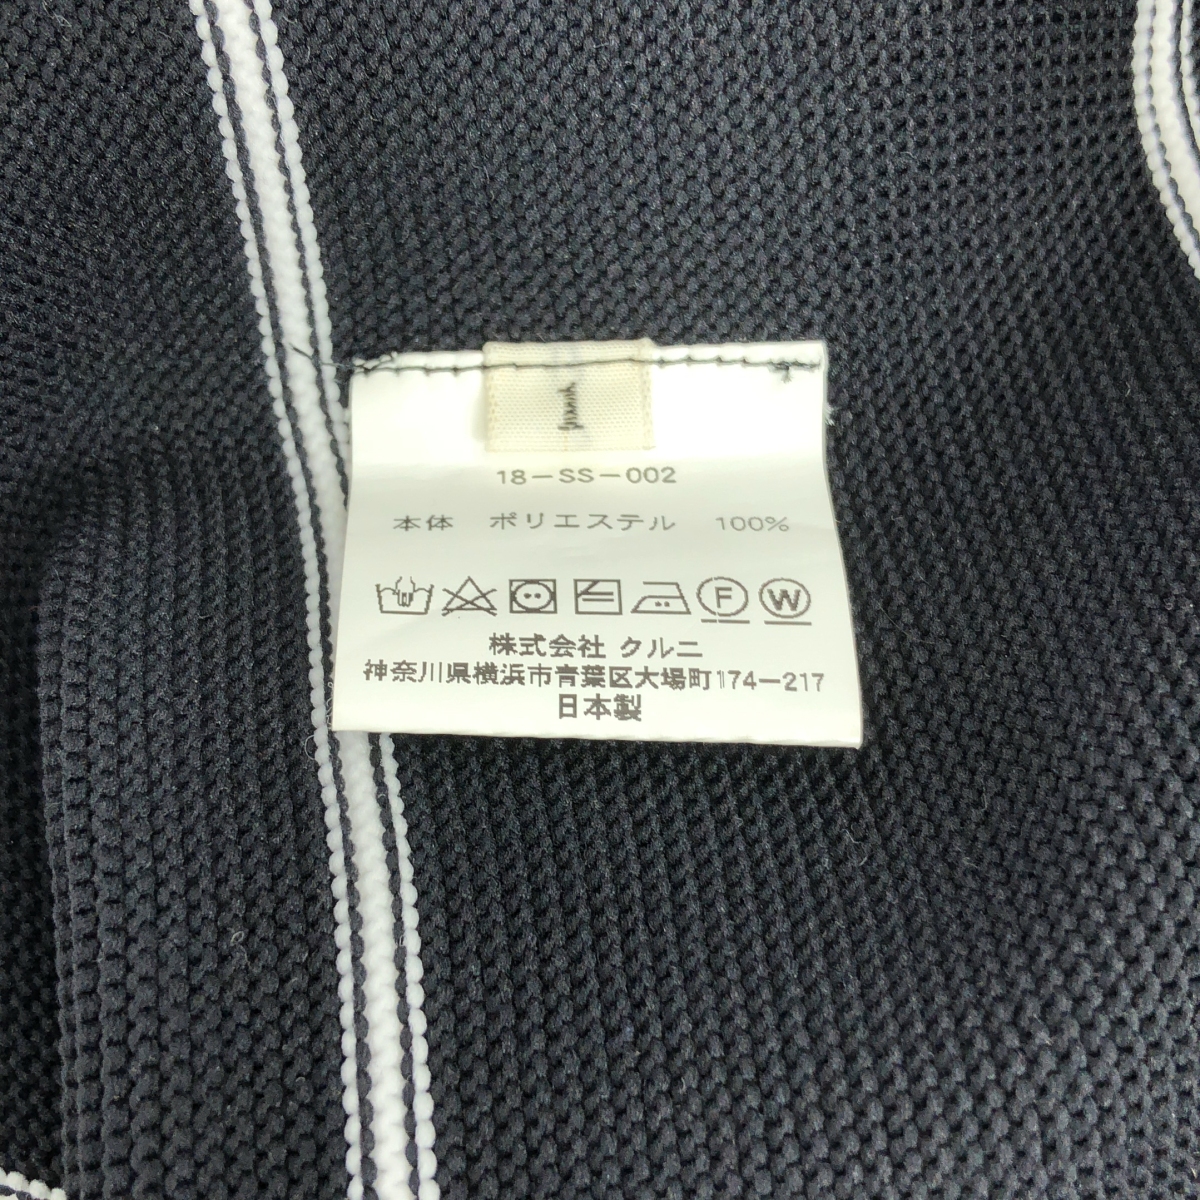 1
18-SS-002
本体 ポリエステル 100%
F W
株式会社 クルニ
神奈川県横浜市青葉区大場町174-217
日本製